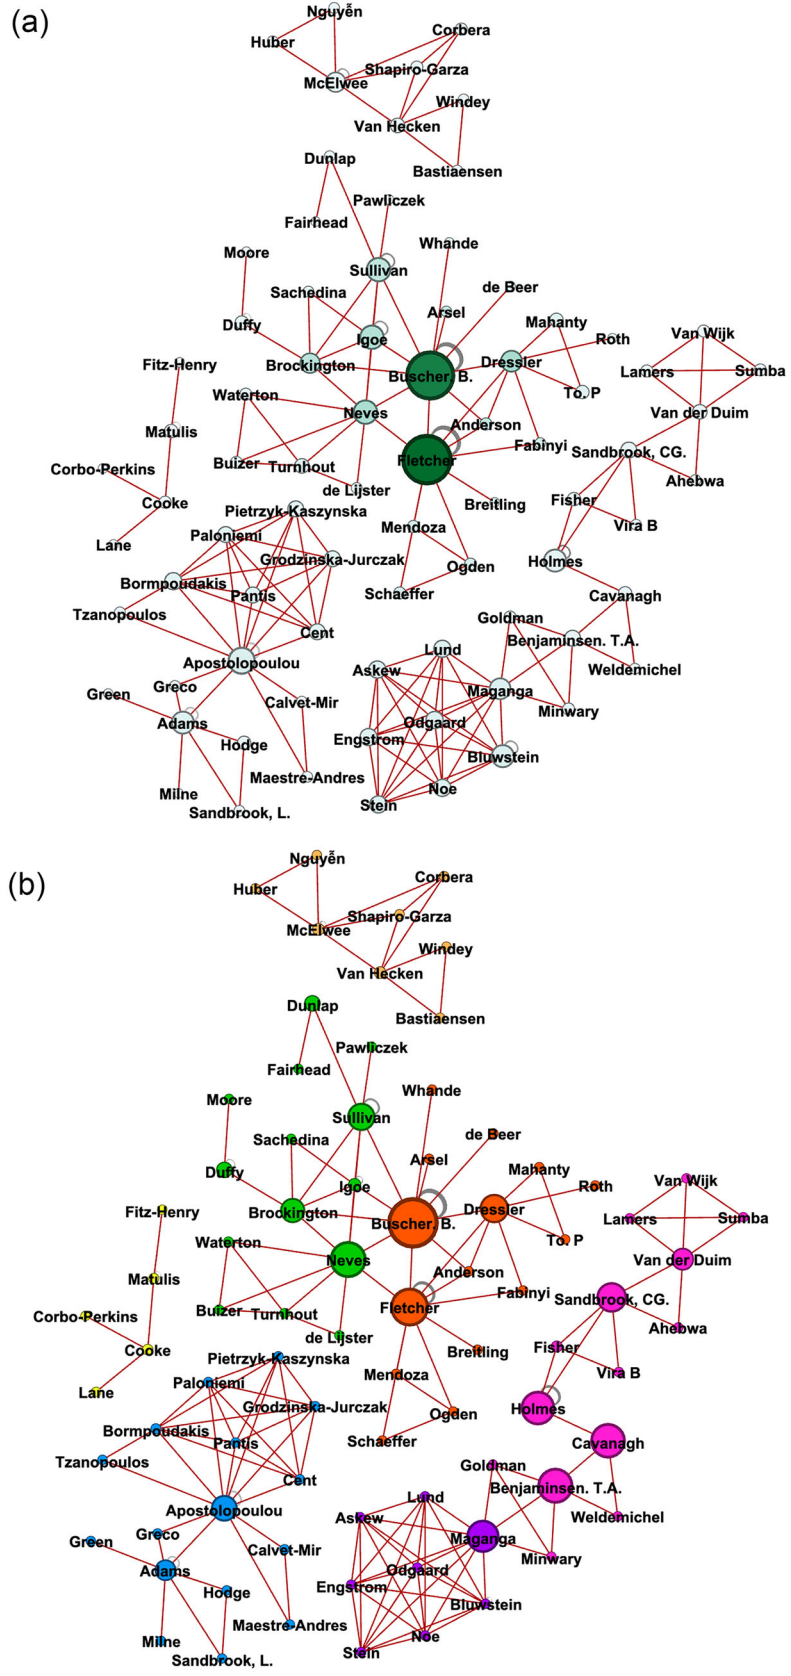 (a)
Nguyễn
Corbera
Huber
Shapiro-Garza
McElwee
Windey
Van Hecken
Dunlap
Bastiaensen
Pawliczek
Fairhead
Whande
Moore
Sullivan
de Beer
Sachedina
Arsel
Mahanty
Duffy
Igoe
Roth
Van Wijk
Fitz-Henry
Brockington
Buscher, B.
Dressler
Lamers
Sumba
Waterton
To. P
Neves
Van der Duim
Matulis
Anderson
Fabinyi
Sandbrook, CG.
Buizer
Turnhout
Fletcher
Corbo-Perkins
Ahebwa
de Lijster
Cooke
Breitling
Fisher
Pietrzyk-Kaszynska
Vira B
Paloniemi
Mendoza
Lane
Grodzinska-Jurczak
Holmes
Ogden
Bormpoudakis
Pantis
Schaeffer
Cavanagh
Tzanopoulos
Goldman
Cent
Benjaminsen. T.A.
Lund
Apostolopoulou
Askew
Weldemichel
Greco
Maganga
Green
Calvet-Mir
Minwary
Adams
Odgaard
Engstrom
Hodge
Bluwstein
Maestre-Andres
Noe
Milne
Stein
Sandbrook, L.
(b)
Nguyễn
Corbera
Huber
Shapiro-Garza
McElwee
Windey
Van Hecken
Dunlap
Bastiaensen
Pawliczek
Fairhead
Whande
Moore
Sullivan
de Beer
Sachedina
Arsel
Mahanty
Duffy
Igoe
Roth
Van Wijk
Fitz-Henry
Brockington
Buscher. B.
Dressler
Lamers
Sumba
Waterton
To. P
Neves
Van der Duim
Matulis
Anderson
Fabinyi
Sandbrook, CG.
Buizer
Turnhout
Fletcher
Corbo-Perkins
Ahebwa
de Lijster
Cooke
Breitling
Fisher
Pietrzyk-Kaszynska
Vira B
Paloniemi
Mendoza
Lane
Grodzinska-Jurczak
Holmes
Ogden
Bormpoudakis
Pantis
Schaeffer
Cavanagh
Tzanopoulos
Goldman
Cent
Benjaminsen. T.A.
Lund
Apostolopoulou
Askew
Weldemichel
Greco
Maganga
Green
Calvet-Mir
Minwary
Adams
Odgaard
Engstrom
Hodge
Bluwstein
Maestre-Andres
Noe
Milne
Stein
Sandbrook, L.